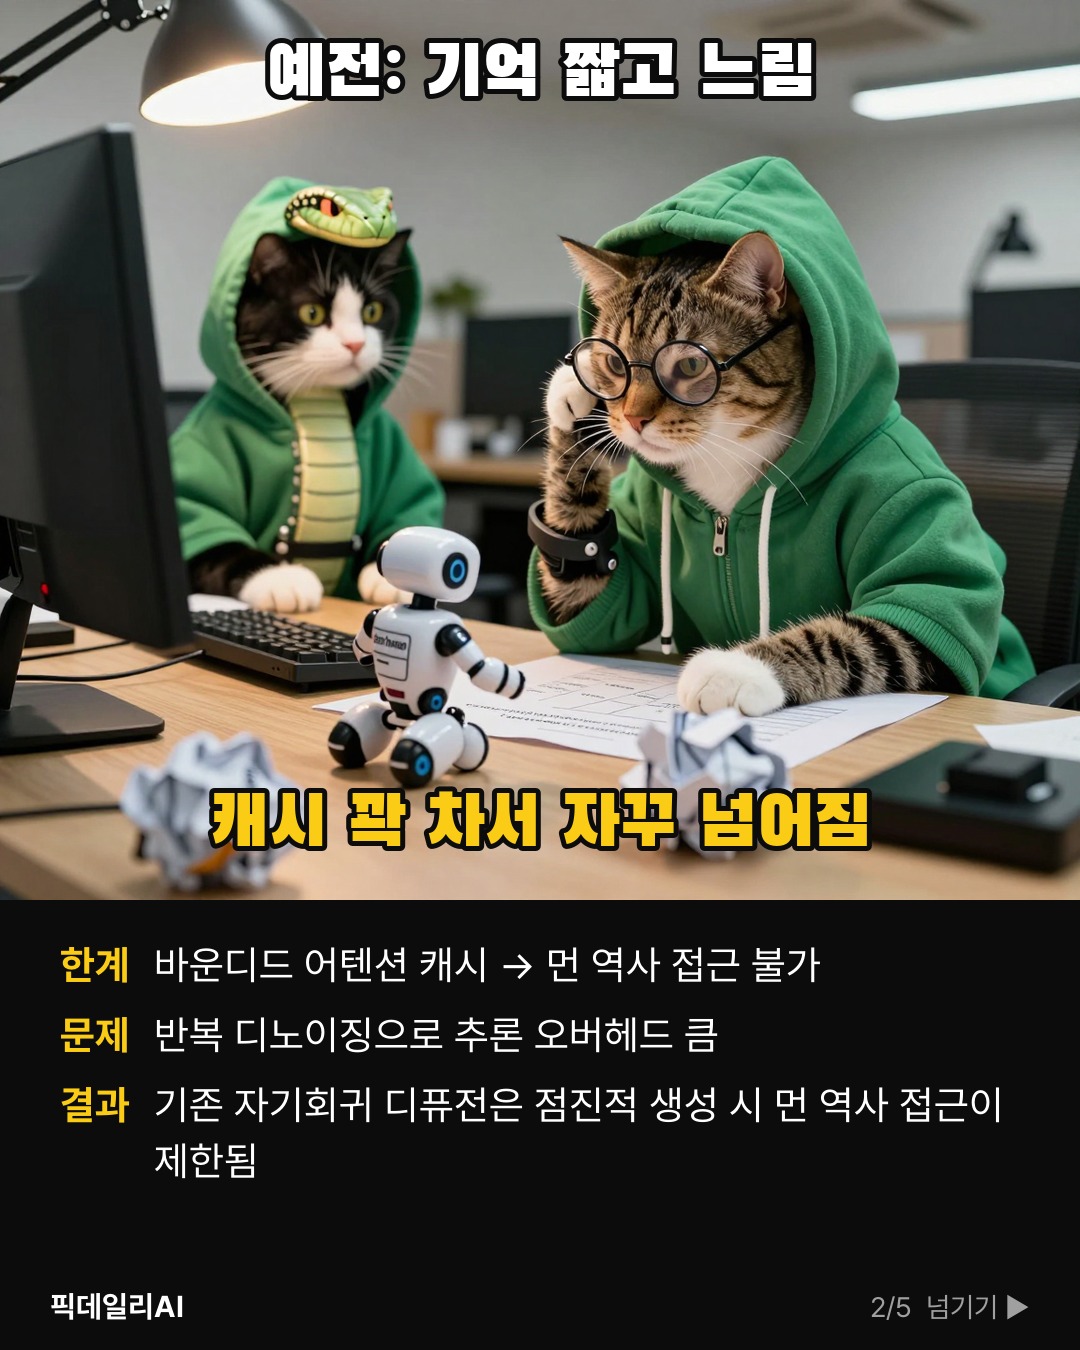 예전: 기억 짧고 느림
캐시 꽉 차서 자꾸 넘어짐
한계 바운디드 어텐션 캐시 → 먼 역사 접근 불가
문제 반복 디노이징으로 추론 오버헤드 큼
결과 기존 자기회귀 디퓨전은 점진적 생성 시 먼 역사 접근이
제한됨
픽데일리AI
2/5 넘기기 ▶